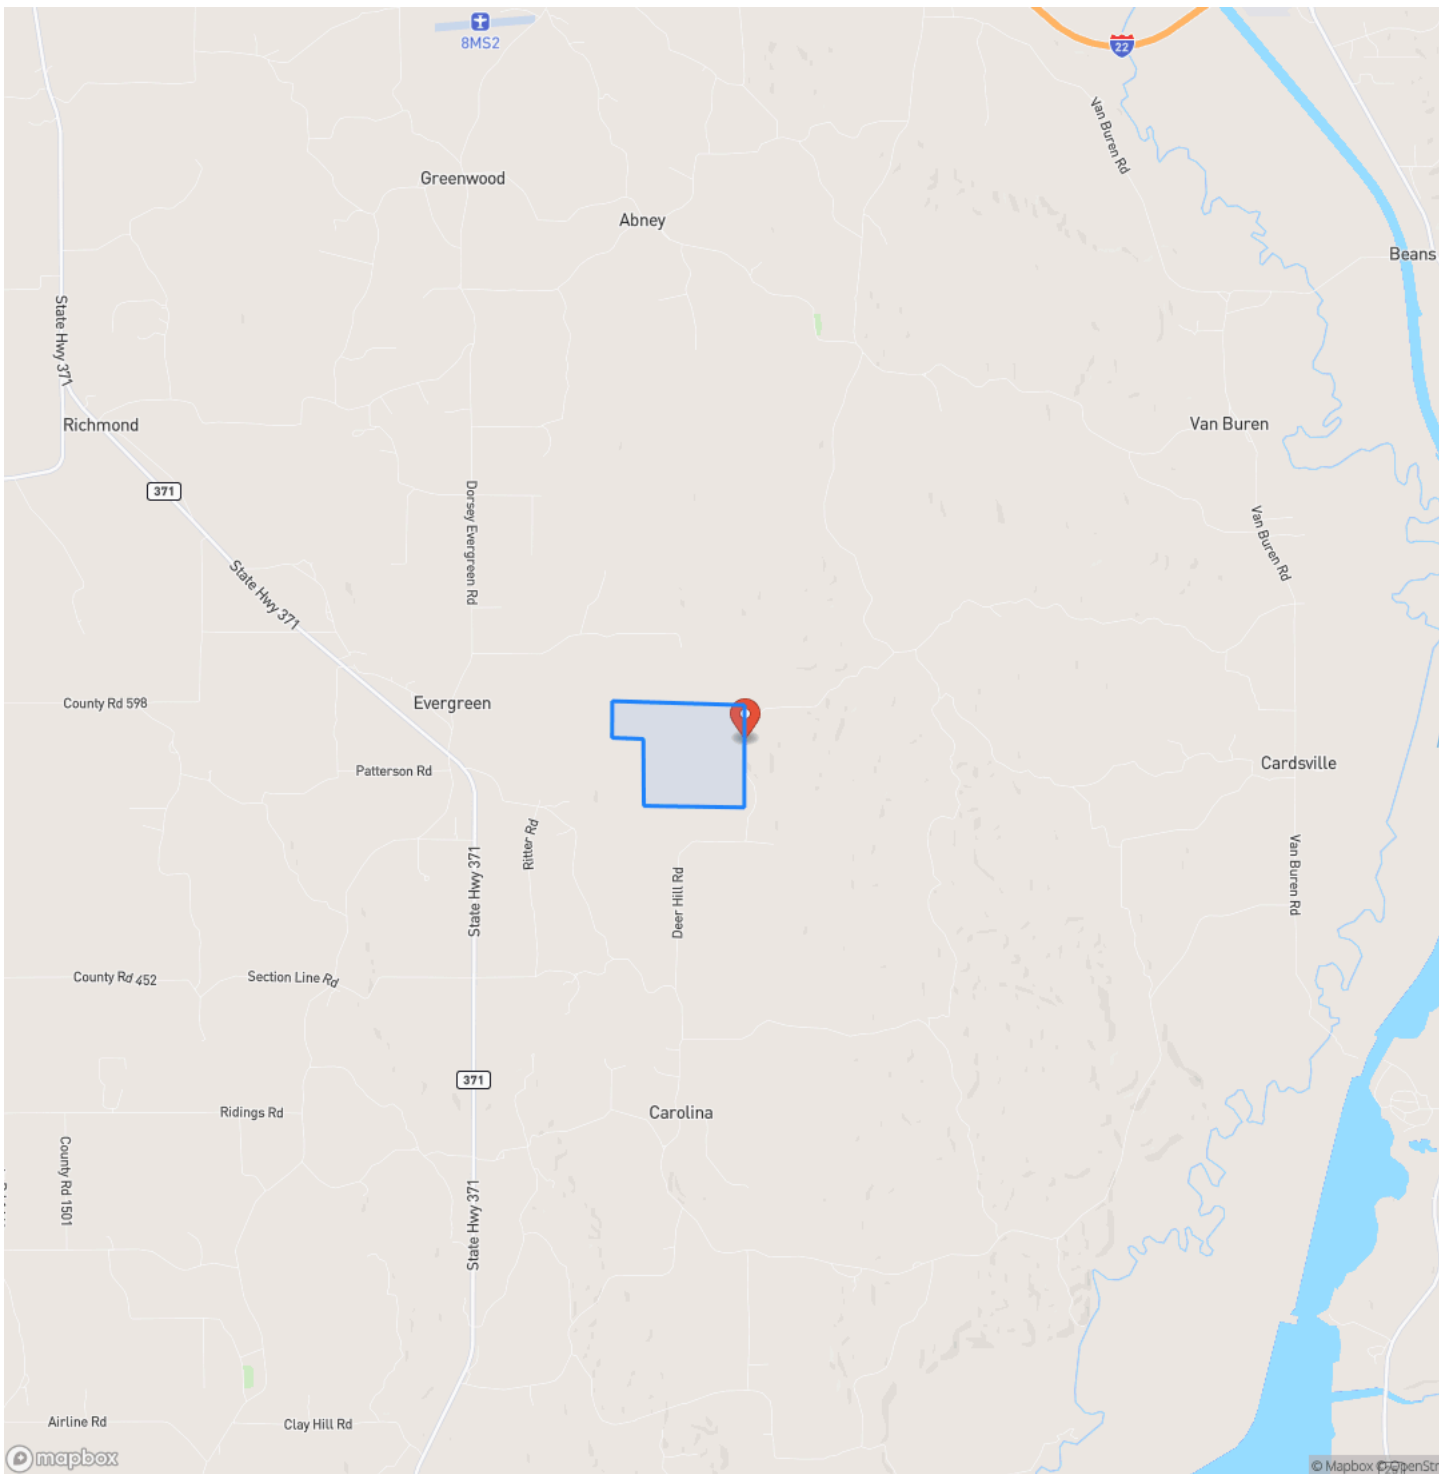 8MS2
22
Van Buren Rd
Greenwood
Abney
Beans
State Hwy 371
Richmond
Van Buren
371
Dorsey Evergreen Rd
Van Buren Rd
State Hwy 371
County Rd 598
Evergreen
Patterson Rd
Cardsville
Ritter Rd
State Hwy 371
Deer Hill Rd
Van Buren Rd
County Rd 452
Section Line Rd
371
Ridings Rd
Carolina
County Rd 1501
State Hwy 371
Airline Rd
Clay Hill Rd
mapbox
© Mapbox © OpenStr